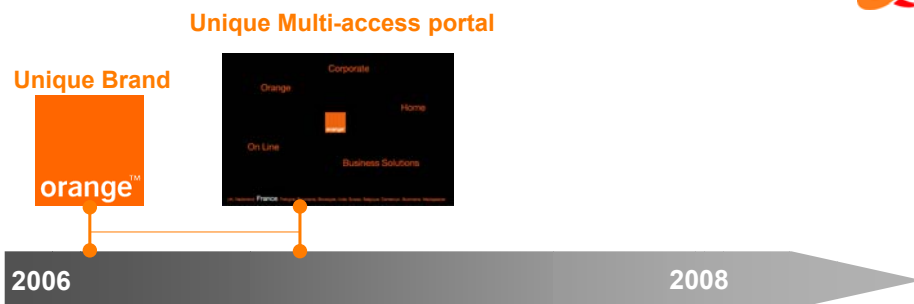 Unique Multi-access portal
Unique Brand
Corporate
Orange
Home
orange
On Line
Business Solutions
orange™
France
2006
2008